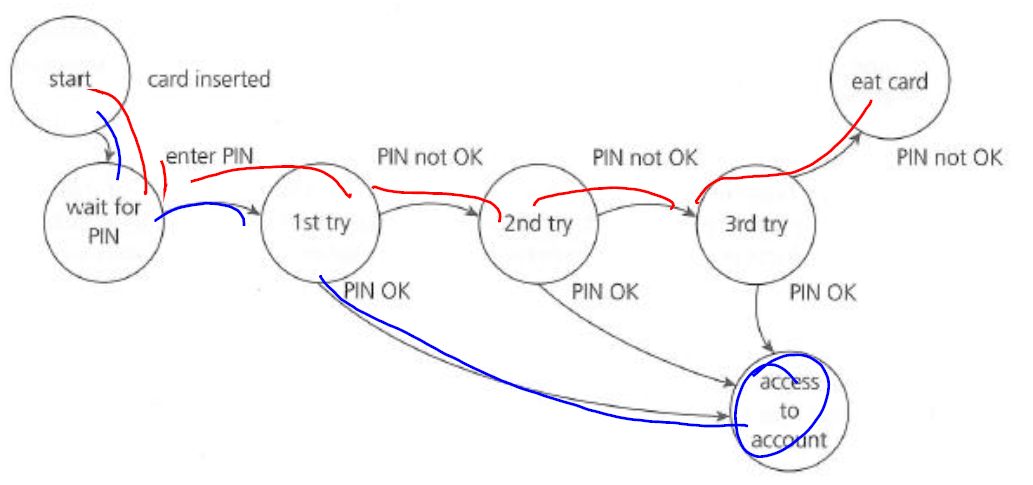 start
card inserted
eat card
enter PIN
PIN not OK
PIN not OK
PIN not OK
wait for
PIN
1st try
2nd try
3rd try
PIN OK
PIN OK
PIN OK
access
to
account